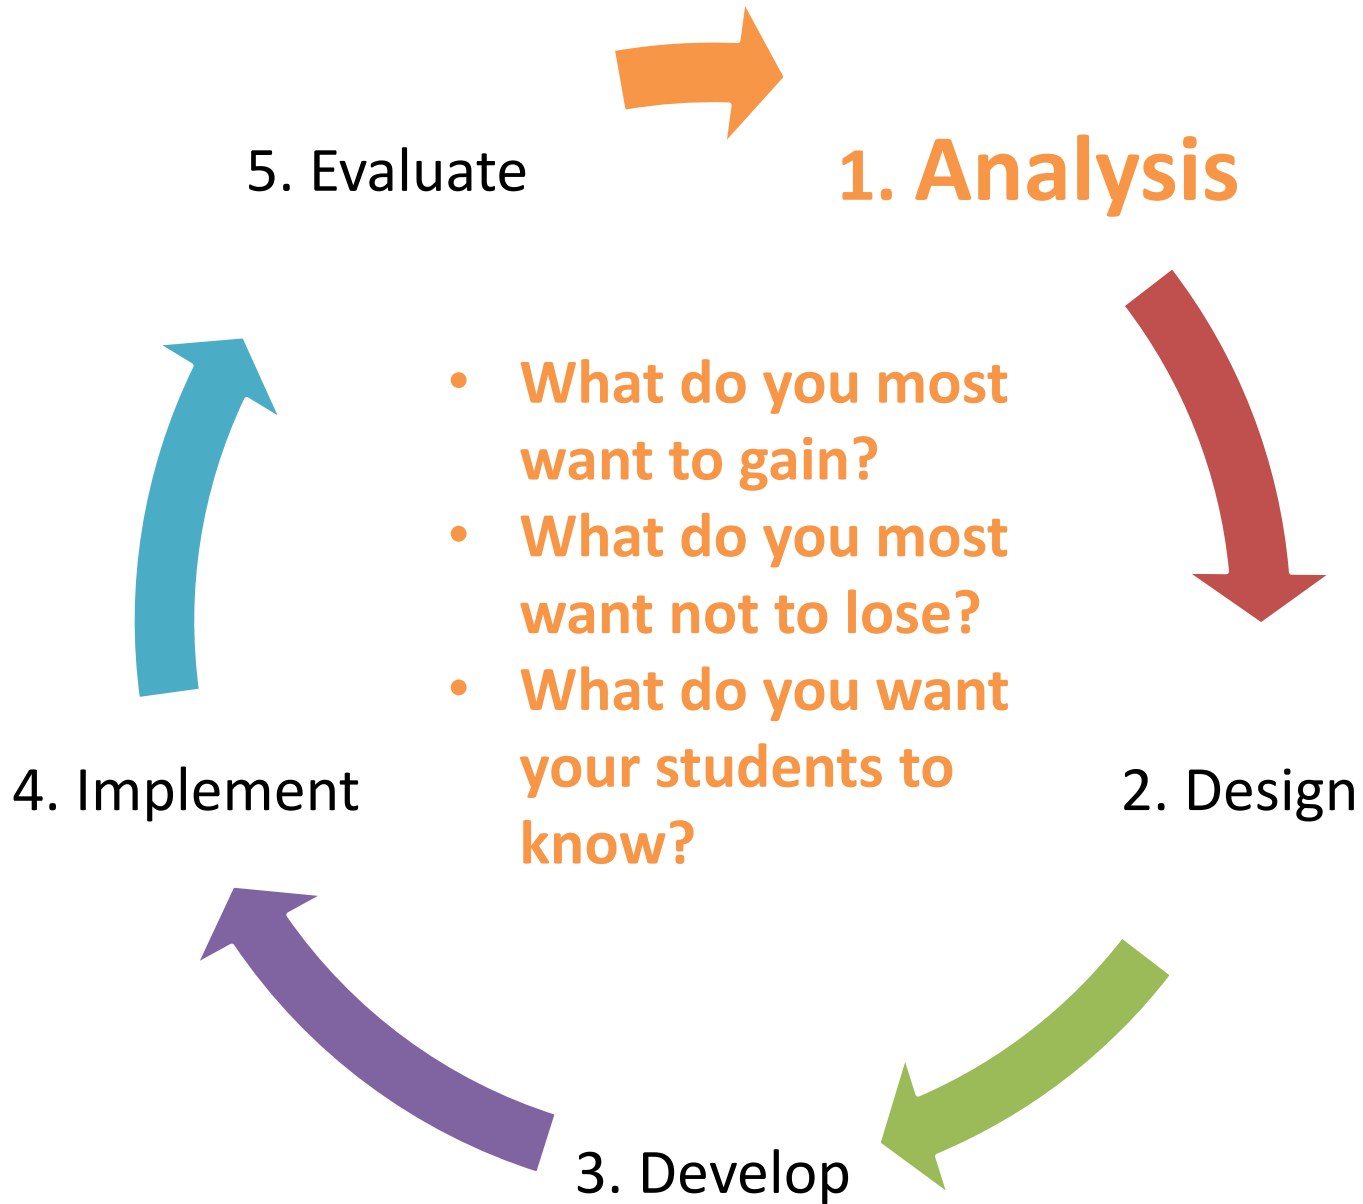 5. Evaluate
1. Analysis
• What do you most
want to gain?
• What do you most
want not to lose?
• What do you want
your students to
know?
4. Implement
2. Design
3. Develop